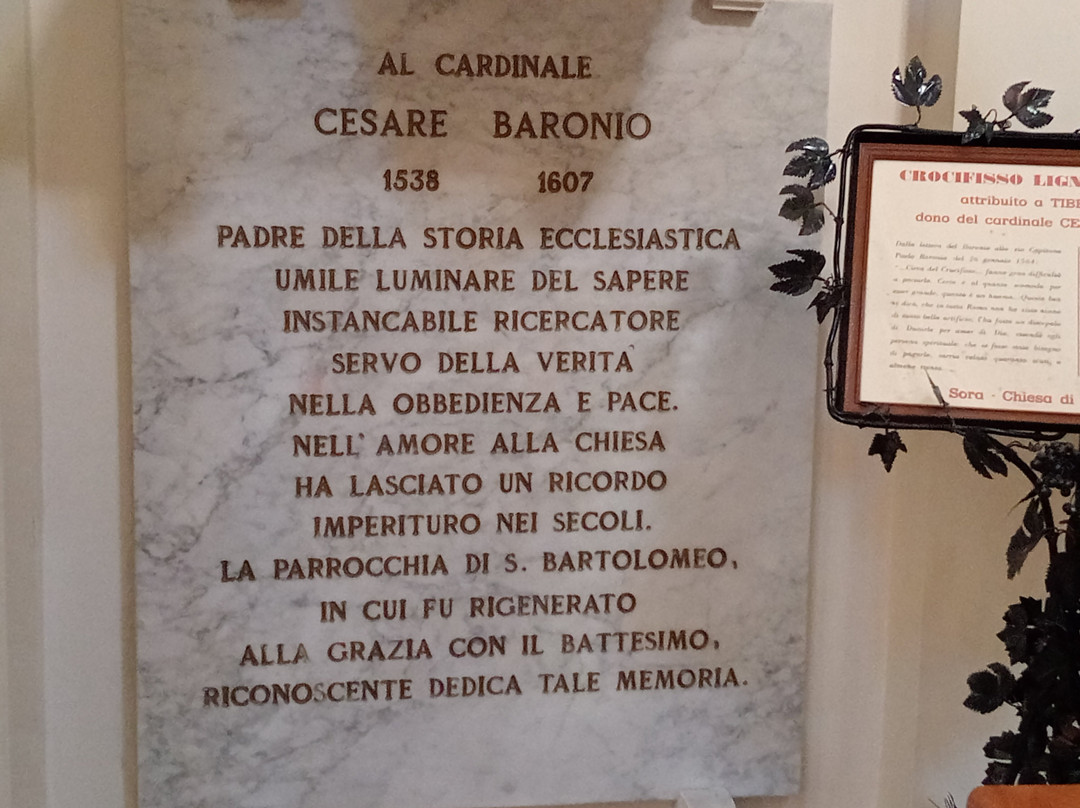 AL CARDINALE
CESARE BARONIO
1538 1607
PADRE DELLA STORIA ECCLESIASTICA
UMILE LUMINARE DEL SAPERE
INSTANCABILE RICERCATORE
SERVO DELLA VERITA'
NELLA OBBEDIENZA E PACE.
NELL' AMORE ALLA CHIESA
HA LASCIATO UN RICORDO
IMPERITURO NEI SECOLI.
LA PARROCCHIA DI S. BARTOLOMEO,
IN CUI FU RIGENERATO
ALLA GRAZIA CON IL BATTESIMO,
RICONOSCENTE DEDICA TALE MEMORIA.
CROCIFISSO LIGN
attribuito a TIBE
dono del cardinale CE
Sora - Chiesa di